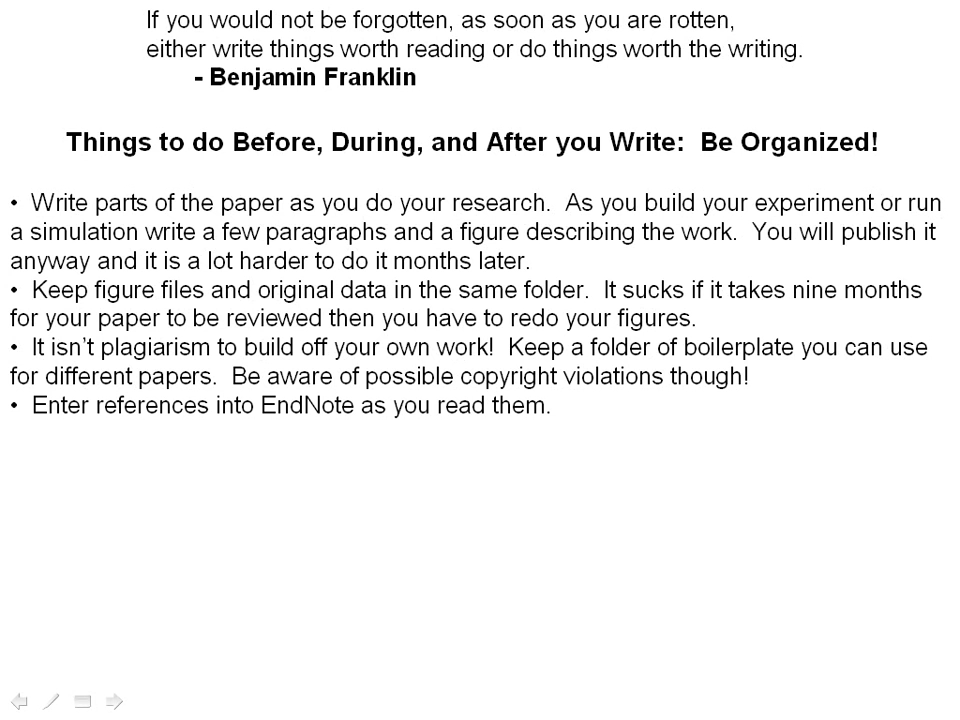 If you would not be forgotten, as soon as you are rotten,
either write things worth reading or do things worth the writing.
- Benjamin Franklin
Things to do Before, During, and After you Write:  Be Organized!
•  Write parts of the paper as you do your research.  As you build your experiment or run
a simulation write a few paragraphs and a figure describing the work.  You will publish it
anyway and it is a lot harder to do it months later.
•  Keep figure files and original data in the same folder.  It sucks if it takes nine months
for your paper to be reviewed then you have to redo your figures.
•  It isn’t plagiarism to build off your own work!  Keep a folder of boilerplate you can use
for different papers.  Be aware of possible copyright violations though!
•  Enter references into EndNote as you read them.